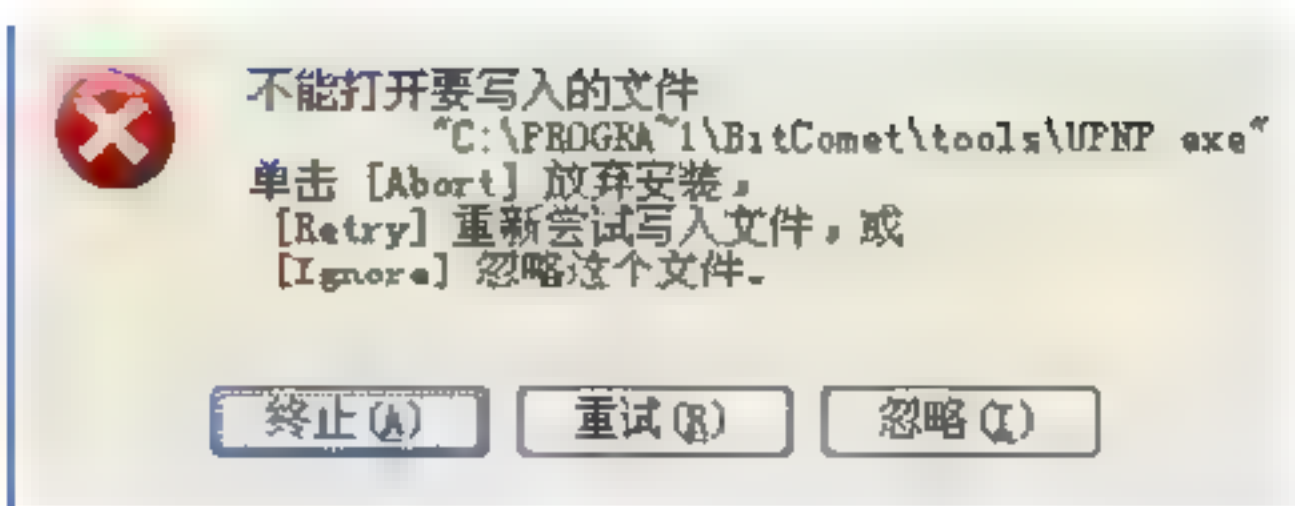 不能打开要写入的文件
"C:\PROGRA~1\BitComet\tools\UPNP exe"
单击 [Abort] 放弃安装，
[Retry] 重新尝试写入文件，或
[Ignore] 忽略这个文件。
终止(A) 重试(R) 忽略(I)